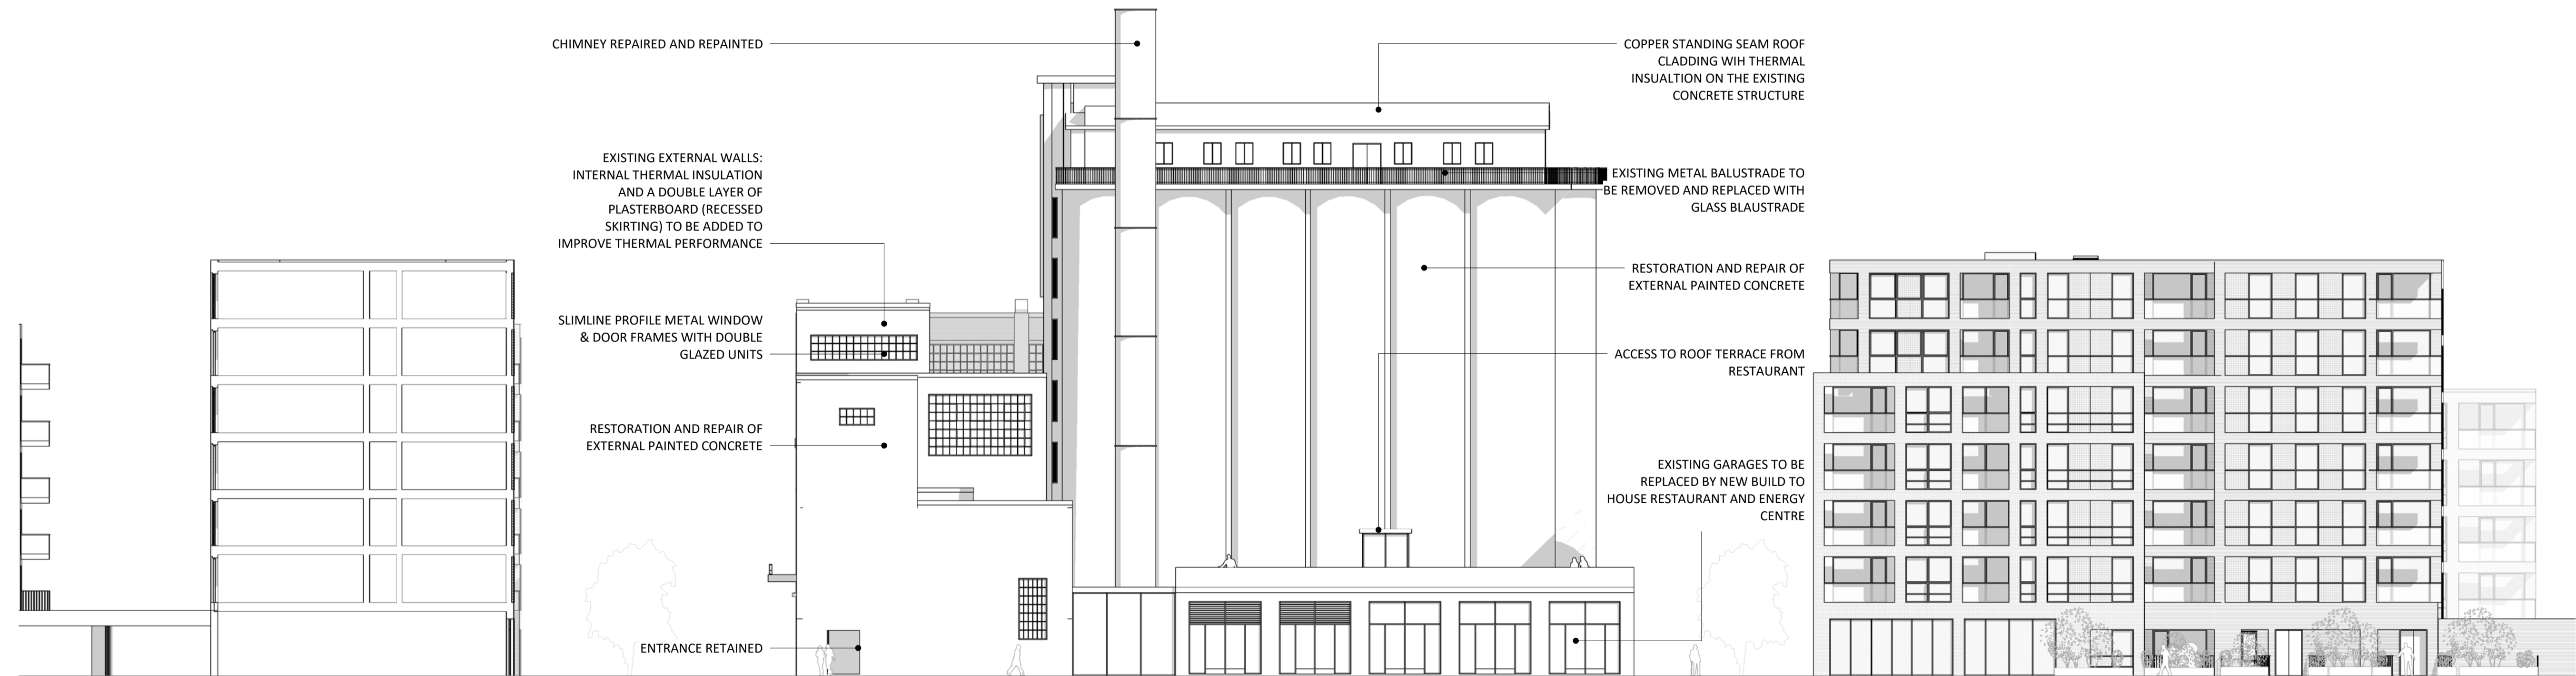 CHIMNEY REPAIRED AND REPAINTED
EXISTING EXTERNAL WALLS:
INTERNAL THERMAL INSULATION
AND A DOUBLE LAYER OF
PLASTERBOARD (RECESSED
SKIRTING) TO BE ADDED TO
IMPROVE THERMAL PERFORMANCE
SLIMLINE PROFILE METAL WINDOW
& DOOR FRAMES WITH DOUBLE
GLAZED UNITS
RESTORATION AND REPAIR OF
EXTERNAL PAINTED CONCRETE
ENTRANCE RETAINED
COPPER STANDING SEAM ROOF
CLADDING WIH THERMAL
INSUALTION ON THE EXISTING
CONCRETE STRUCTURE
EXISTING METAL BALUSTRADE TO
BE REMOVED AND REPLACED WITH
GLASS BLAUSTRADE
RESTORATION AND REPAIR OF
EXTERNAL PAINTED CONCRETE
ACCESS TO ROOF TERRACE FROM
RESTAURANT
EXISTING GARAGES TO BE
REPLACED BY NEW BUILD TO
HOUSE RESTAURANT AND ENERGY
CENTRE